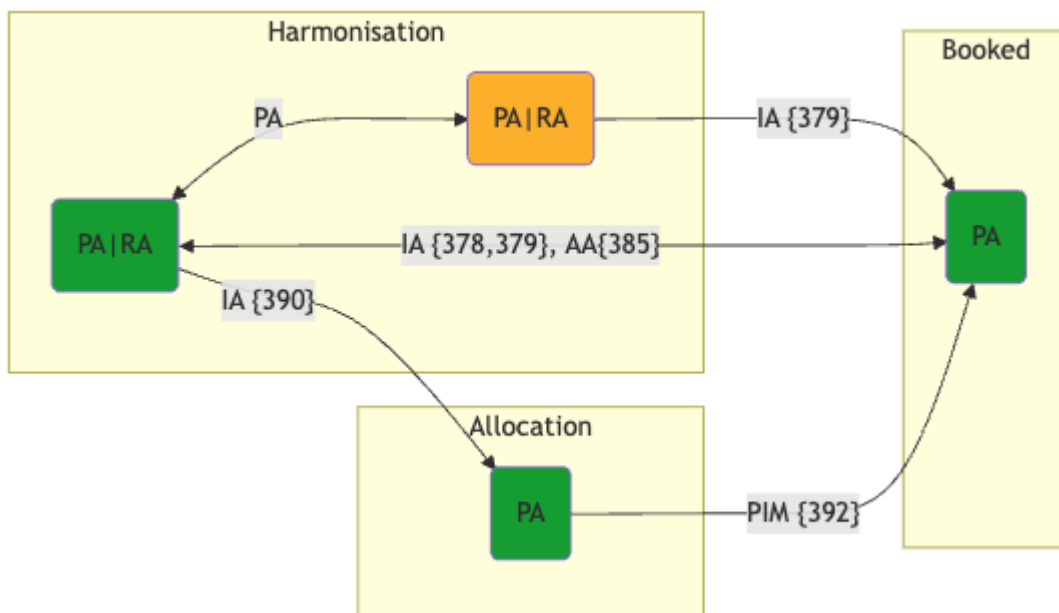 Harmonisation
Booked
PA
PA|RA
IA {379}
PA|RA
IA {378,379}, AA{385}
PA
IA {390}
Allocation
PA
PIM {392}